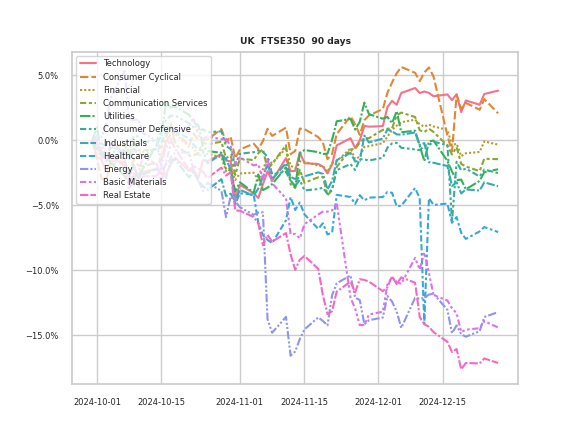 UK FTSE350 90 days
Technology
Consumer Cyclical
Financial
Communication Services
Utilities
Consumer Defensive
Industrials
Healthcare
Energy
Basic Materials
Real Estate
5.0%
0.0%
−5.0%
−10.0%
−15.0%
2024-10-01 2024-10-15 2024-11-01 2024-11-15 2024-12-01 2024-12-15